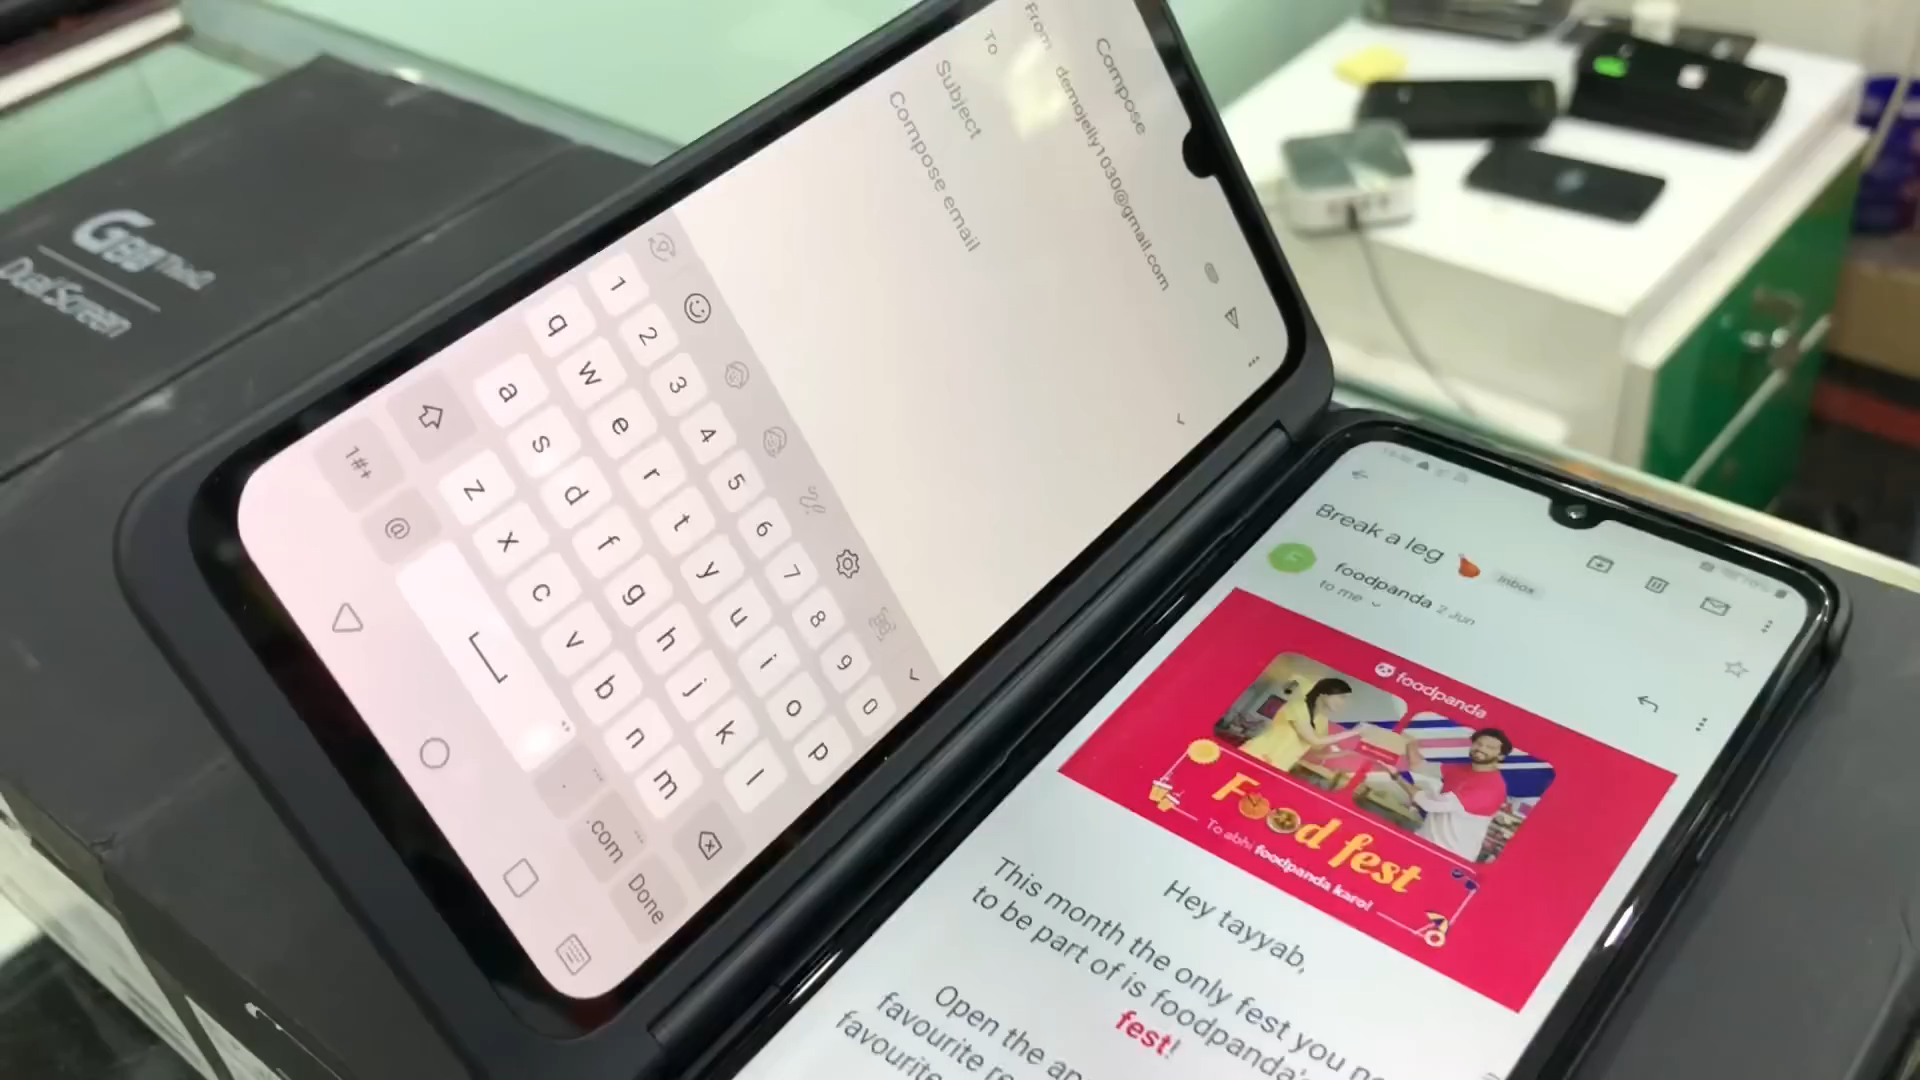 G8X ThinQ
Dual Screen
Compose
From demojelly1030@gmail.com
To
Subject
Compose email
1 2 3 4 5 6 7 8 9 0
q w e r t y u i o p
a s d f g h j k l
z x c v b n m
1#+ @ . .com Done
Break a leg Inbox
foodpanda 2 Jun
to me
foodpanda
Food fest
To abhi foodpanda karo!
Hey tayyab,
This month the only fest you
to be part of is foodpanda's
fest!
Open the
favourite
favourite